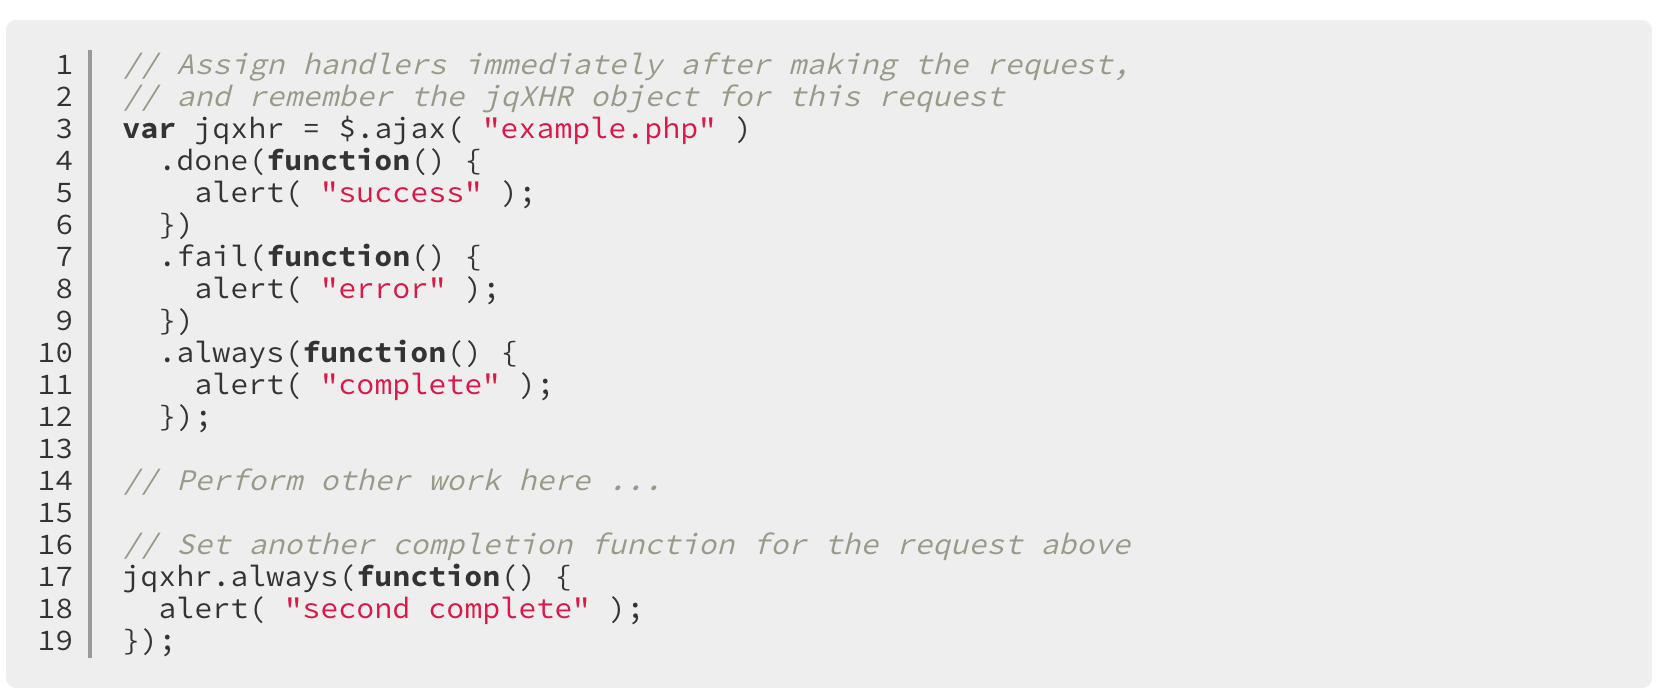 1 // Assign handlers immediately after making the request,
2 // and remember the jqXHR object for this request
3 var jqxhr = $.ajax( "example.php" )
4   .done(function() {
5     alert( "success" );
6   })
7   .fail(function() {
8     alert( "error" );
9   })
10   .always(function() {
11     alert( "complete" );
12   });
13
14 // Perform other work here ...
15
16 // Set another completion function for the request above
17 jqxhr.always(function() {
18   alert( "second complete" );
19 });